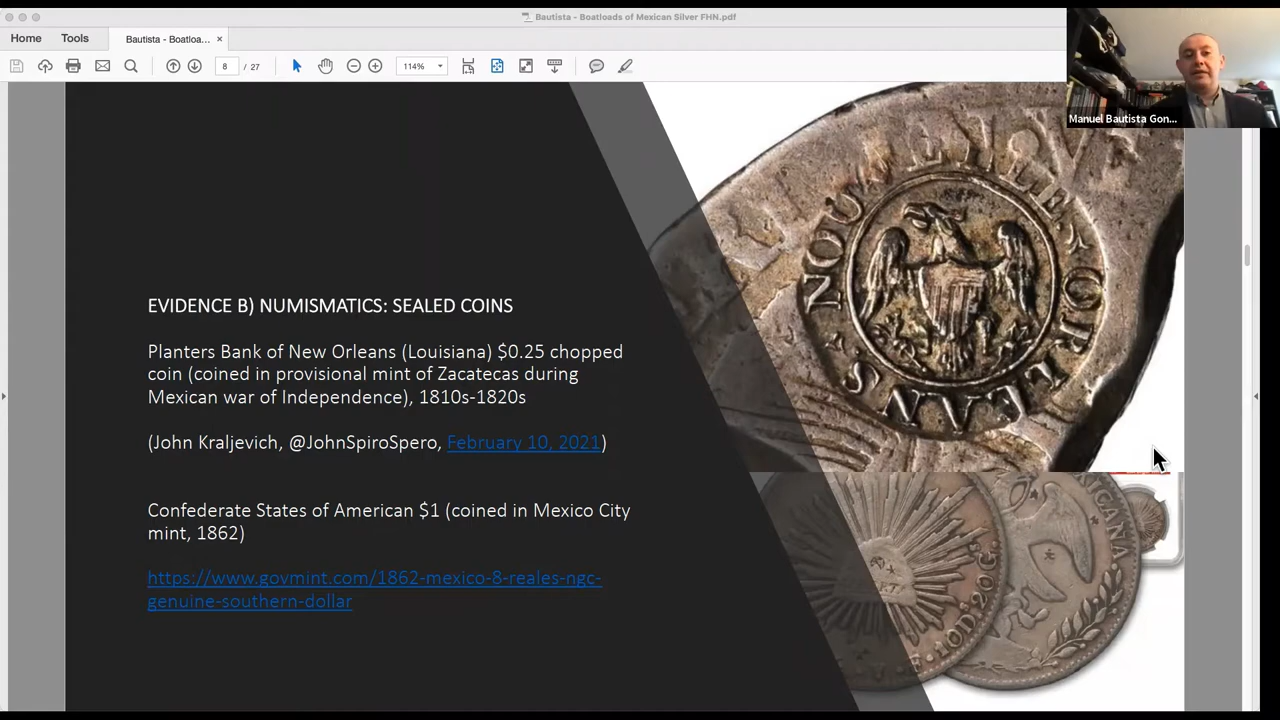 Bautista - Boatloads of Mexican Silver FHN.pdf
Home
Tools
Bautista - Boatloa... ×
8 / 27
114%
Manuel Bautista Gon...
EVIDENCE B) NUMISMATICS: SEALED COINS
Planters Bank of New Orleans (Louisiana) $0.25 chopped
coin (coined in provisional mint of Zacatecas during
Mexican war of Independence), 1810s-1820s
(John Kraljevich, @JohnSpiroSpero, February 10, 2021)
Confederate States of American $1 (coined in Mexico City
mint, 1862)
https://www.govmint.com/1862-mexico-8-reales-ngc-
genuine-southern-dollar
NOUVELLE ORLEANS
10Ds20Gs